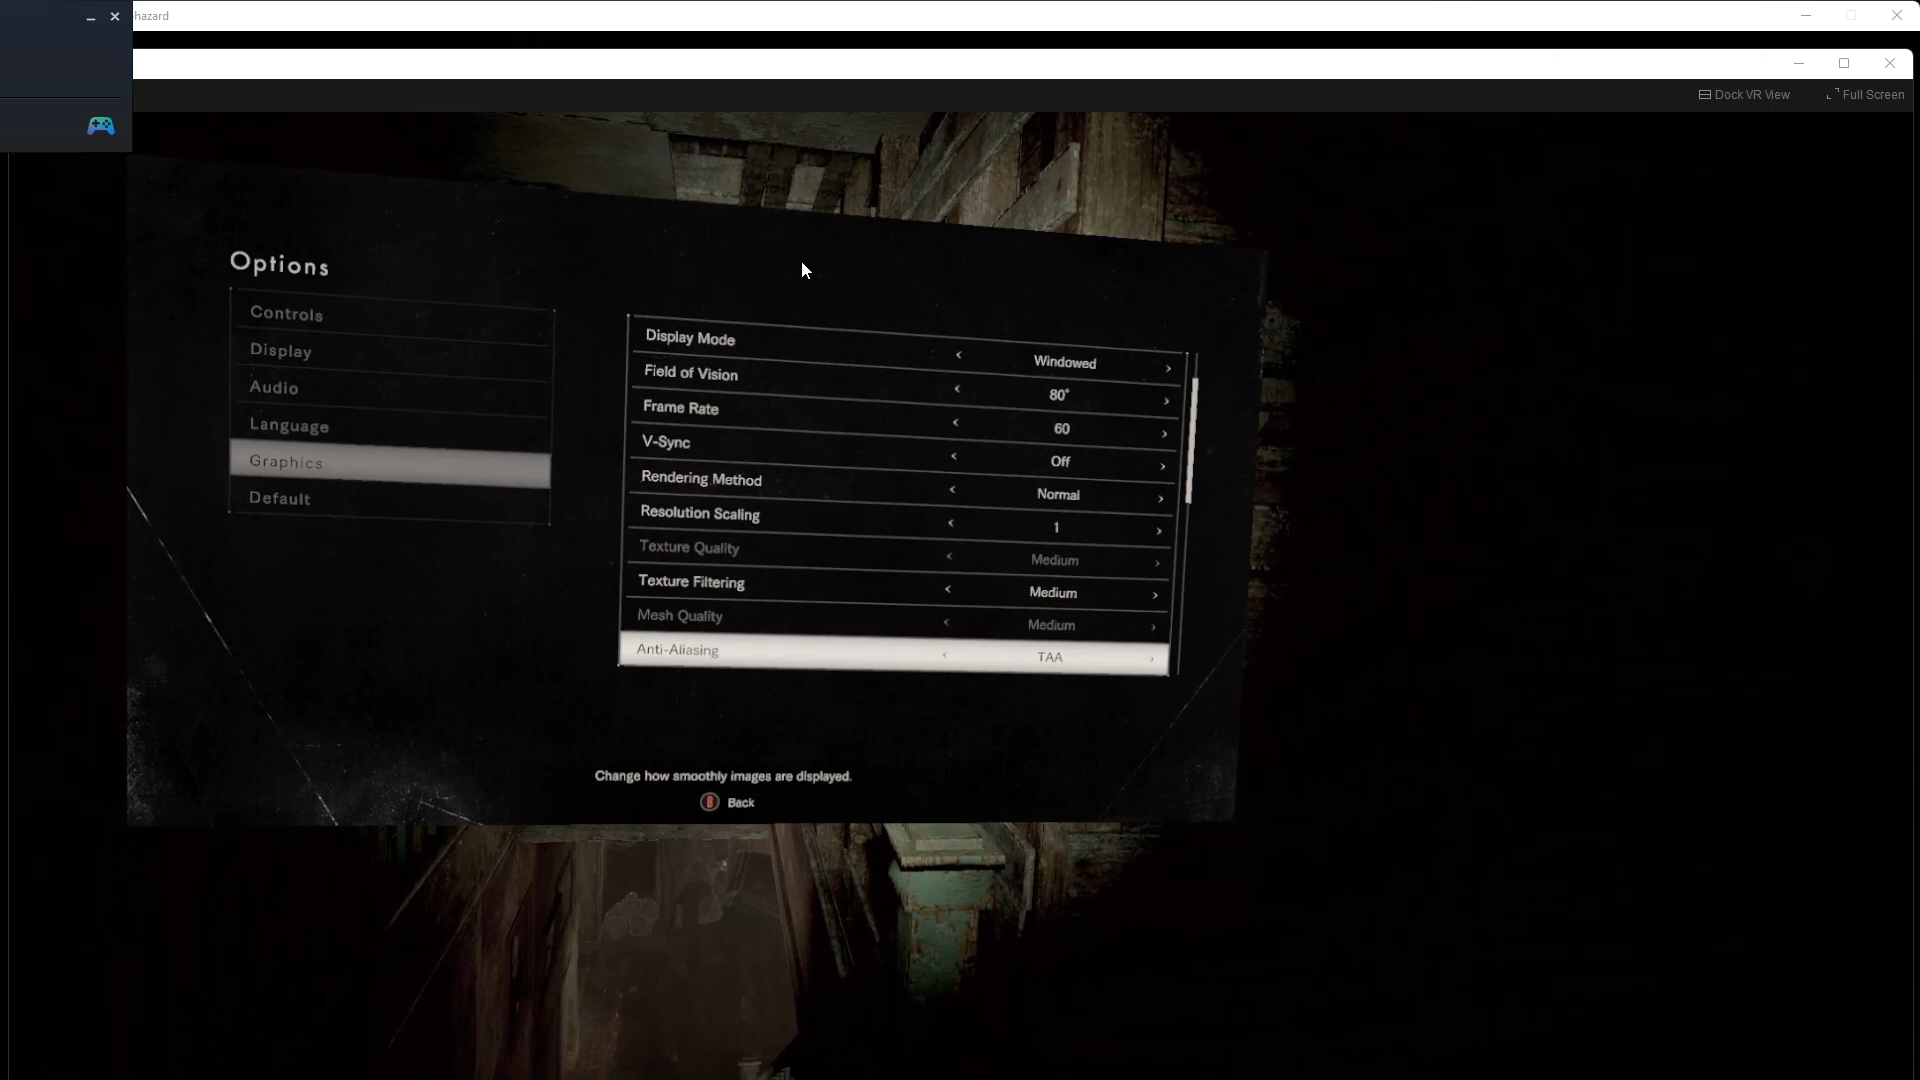 hazard
Dock VR View
Full Screen
Options
Controls
Display
Audio
Language
Graphics
Default
Display Mode < Windowed >
Field of Vision < 80° >
Frame Rate < 60 >
V-Sync < Off >
Rendering Method < Normal >
Resolution Scaling < 1 >
Texture Quality < Medium >
Texture Filtering < Medium >
Mesh Quality < Medium >
Anti-Aliasing < TAA >
Change how smoothly images are displayed.
B Back